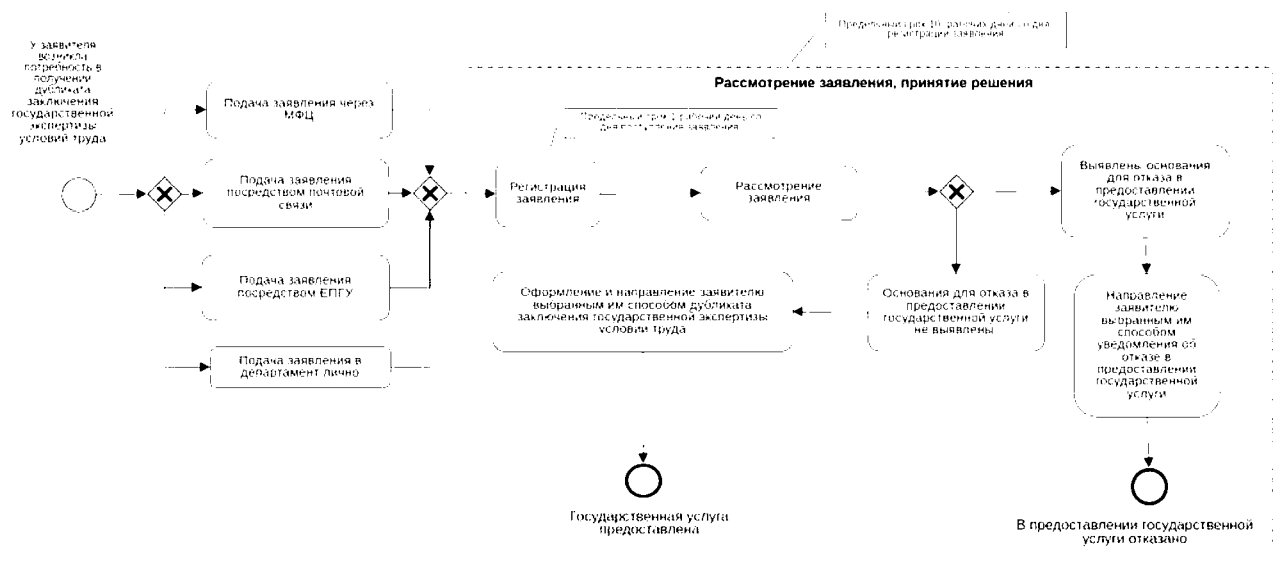 Предельный срок 10 рабочих дней со дня
регистрации заявления
У заявителя
возникла
потребность в
получении
дубликата
заключения
государственной
экспертизы
условий труда
Рассмотрение заявления, принятие решения
Подача заявления через
МФЦ
Предельный срок 1 рабочий день со
дня поступления заявления
Подача заявления
посредством почтовой
связи
Регистрация
заявления
Рассмотрение
заявления
Выявлены основания
для отказа в
предоставлении
государственной
услуги
Подача заявления
посредством ЕПГУ
Оформление и направление заявителю
выбранным им способом дубликата
заключения государственной экспертизы
условий труда
Основания для отказа в
предоставлении
государственной услуги
не выявлены
Направление
заявителю
выбранным им
способом
уведомления об
отказе в
предоставлении
государственной
услуги
Подача заявления в
департамент лично
Государственная услуга
предоставлена
В предоставлении государственной
услуги отказано